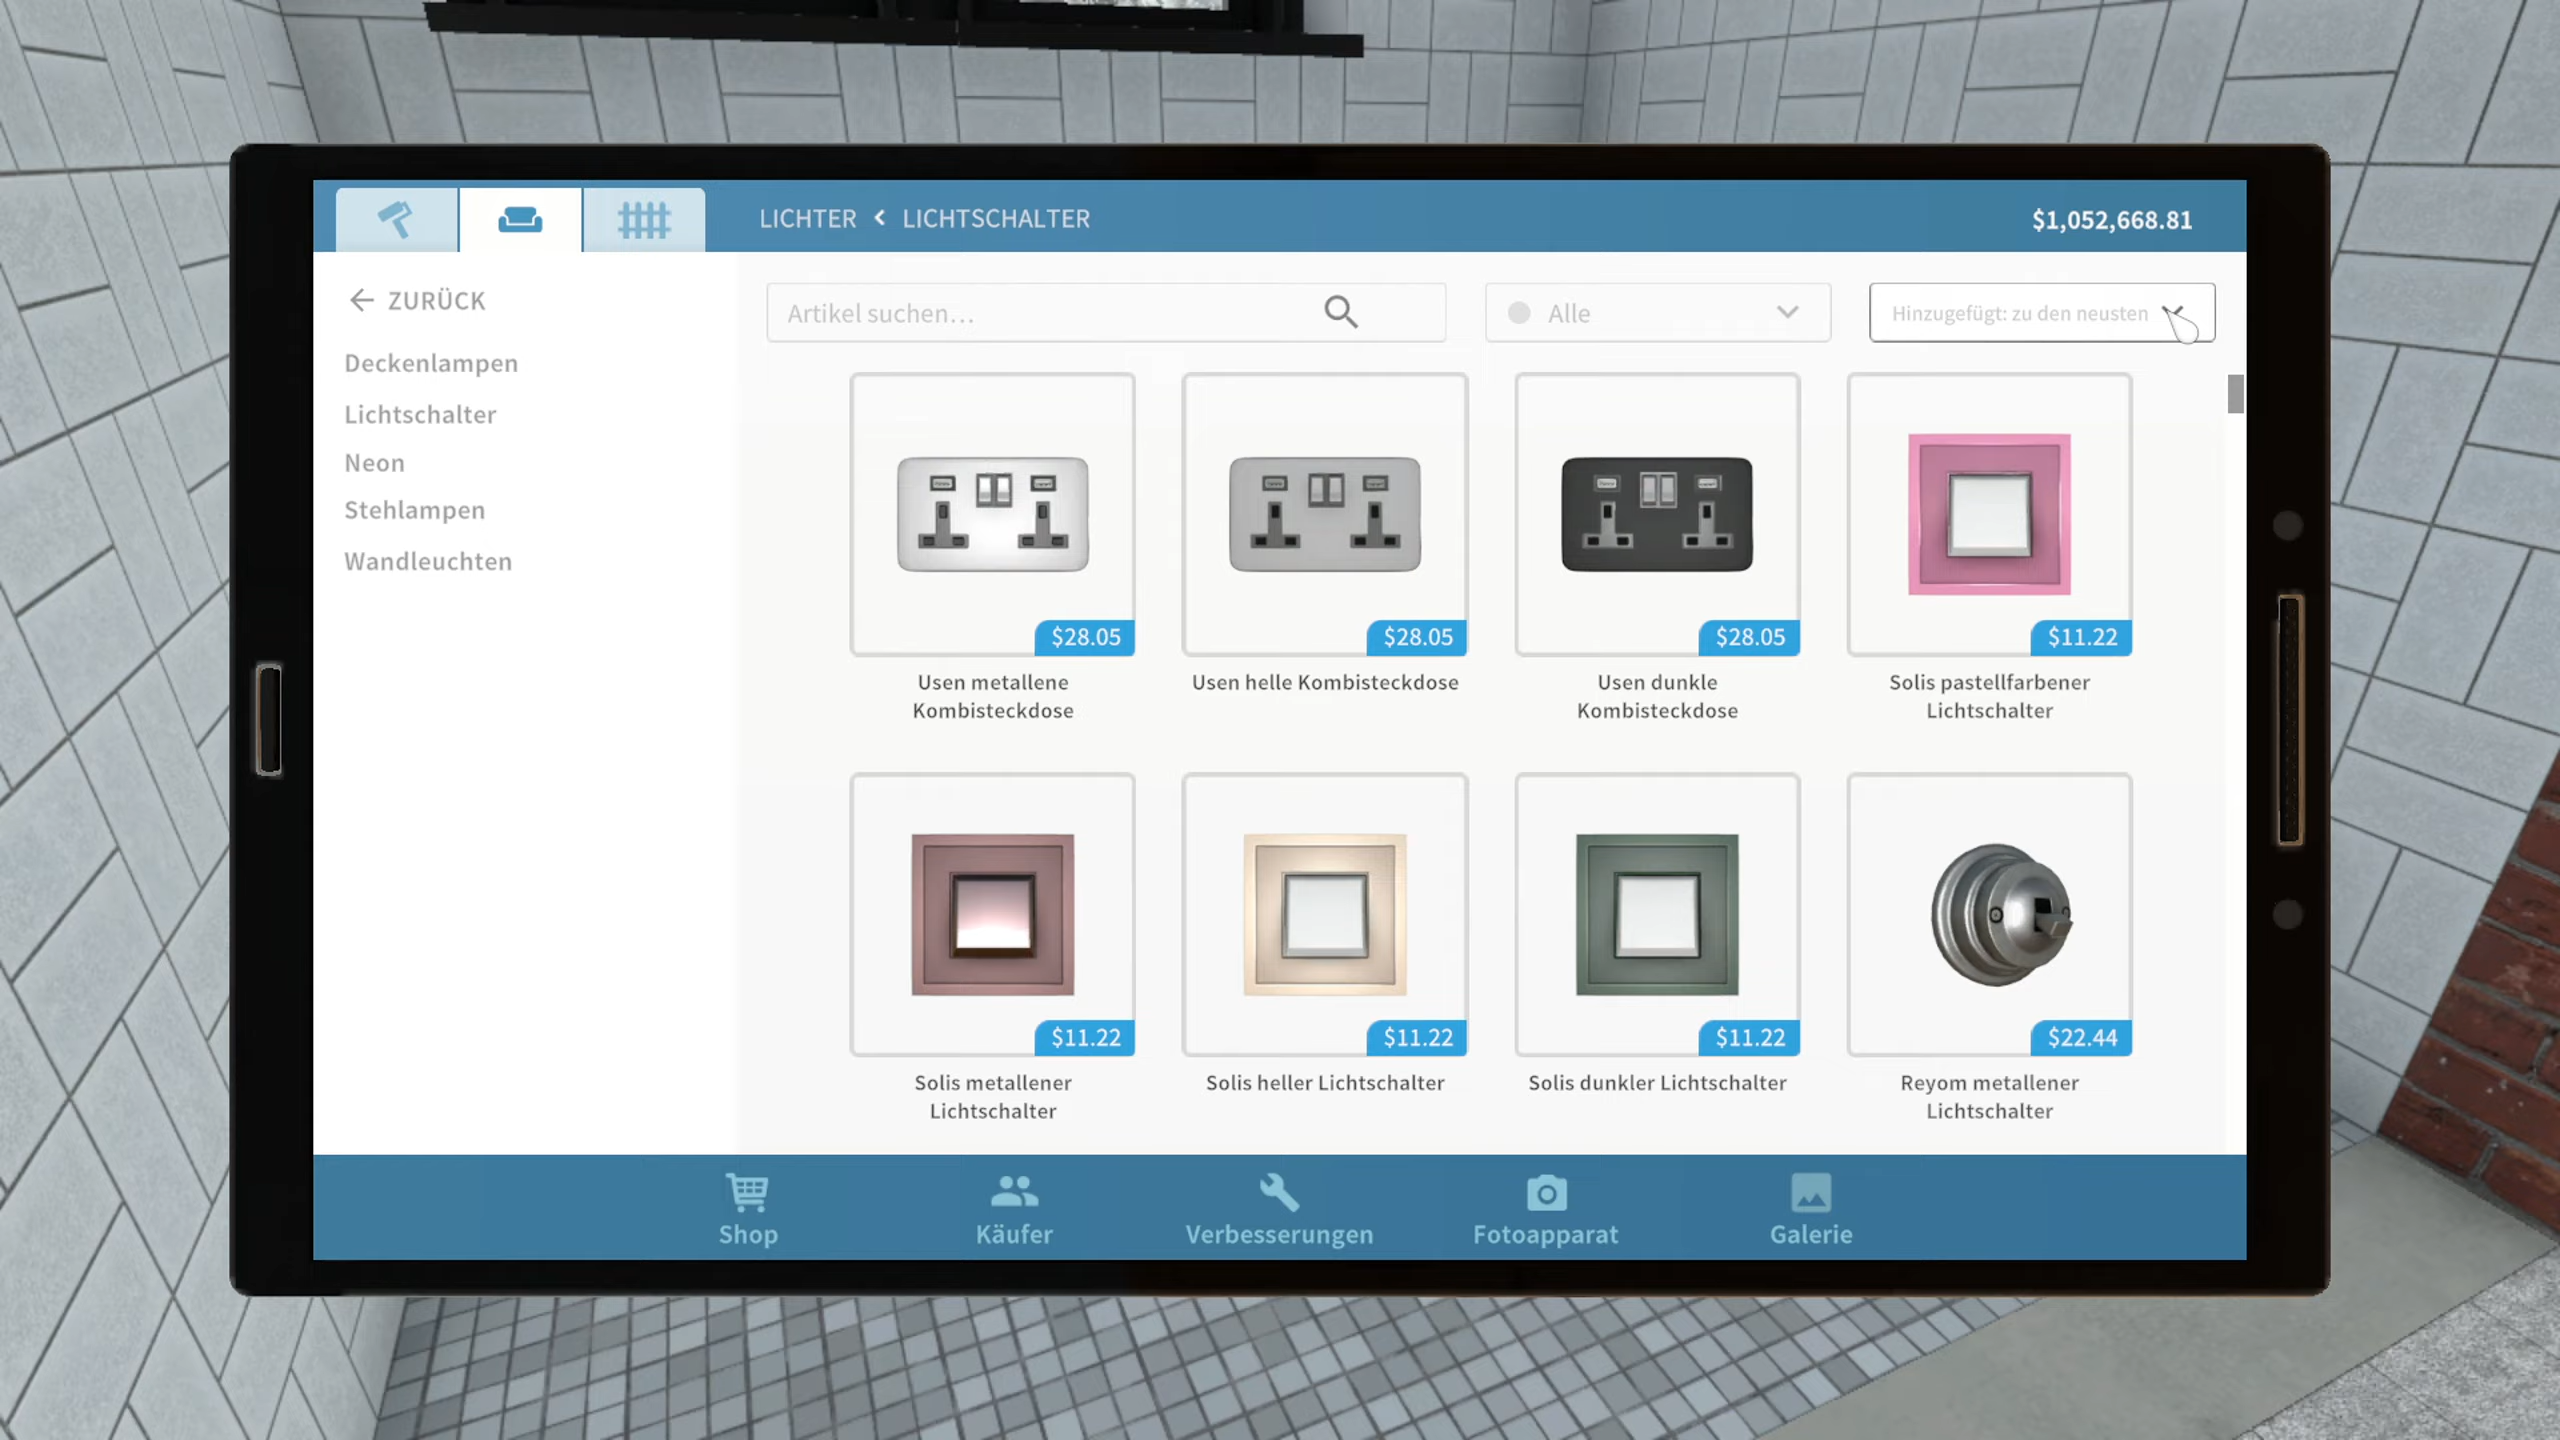 LICHTER < LICHTSCHALTER
$1,052,668.81
ZURÜCK
Deckenlampen
Lichtschalter
Neon
Stehlampen
Wandleuchten
Artikel suchen...
Alle
Hinzugefügt: zu den neusten
$28.05
$28.05
$28.05
$11.22
Usen metallene
Kombisteckdose
Usen helle Kombisteckdose
Usen dunkle
Kombisteckdose
Solis pastellfarbener
Lichtschalter
$11.22
$11.22
$11.22
$22.44
Solis metallener
Lichtschalter
Solis heller Lichtschalter
Solis dunkler Lichtschalter
Reyom metallener
Lichtschalter
Shop
Käufer
Verbesserungen
Fotoapparat
Galerie